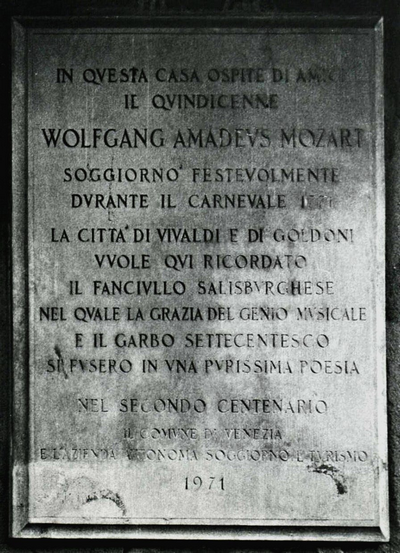 IN QVESTA CASA OSPITE DI AMICI
IL QVINDICENNE
WOLFGANG AMADEVS MOZART
SOGGIORNO' FESTEVOLMENTE
DVRANTE IL CARNEVALE 1771
LA CITTA' DI VIVALDI E DI GOLDONI
VVOLE QVI RICORDATO
IL FANCIVLLO SALISBVRGHESE
NEL QVALE LA GRAZIA DEL GENIO MVSICALE
E IL GARBO SETTECENTESCO
SI FVSERO IN VNA PVRISSIMA POESIA
NEL SECONDO CENTENARIO
IL COMVNE DI VENEZIA
E L'AZIENDA AVTONOMA SOGGIORNO E TVRISMO
1971